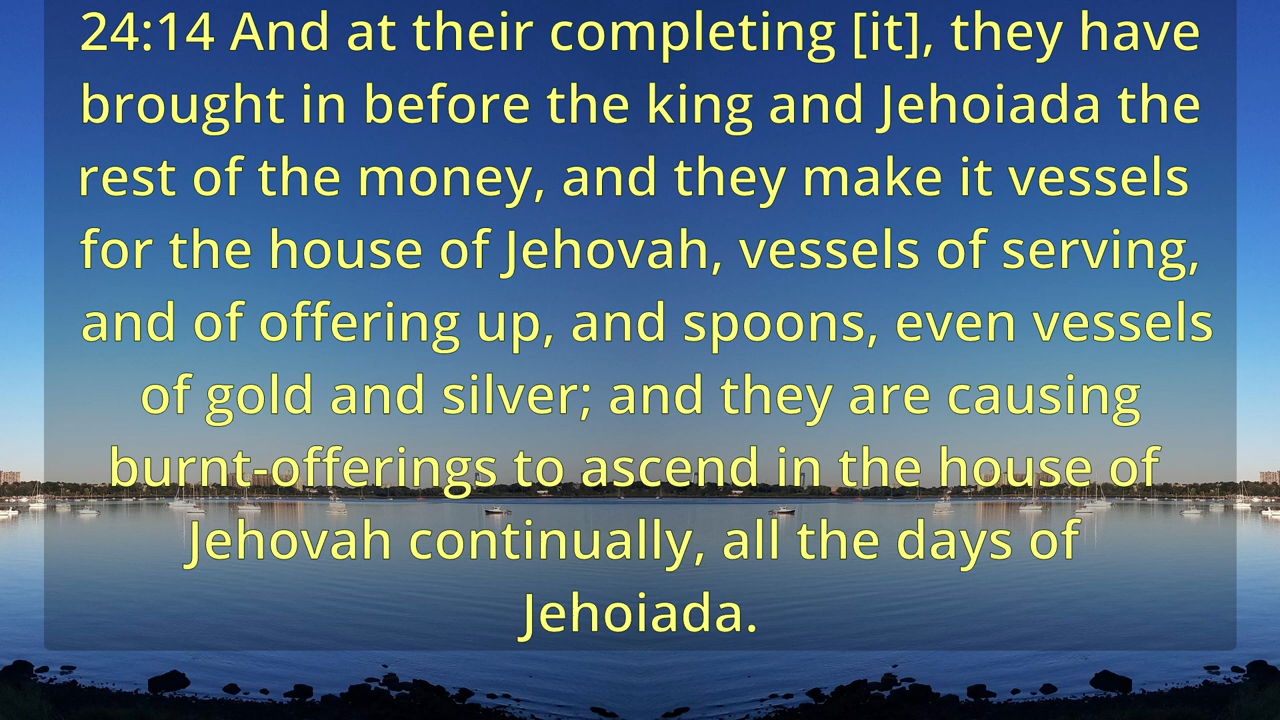 24:14 And at their completing [it], they have
brought in before the king and Jehoiada the
rest of the money, and they make it vessels
for the house of Jehovah, vessels of serving,
and of offering up, and spoons, even vessels
of gold and silver; and they are causing
burnt-offerings to ascend in the house of
Jehovah continually, all the days of
Jehoiada.